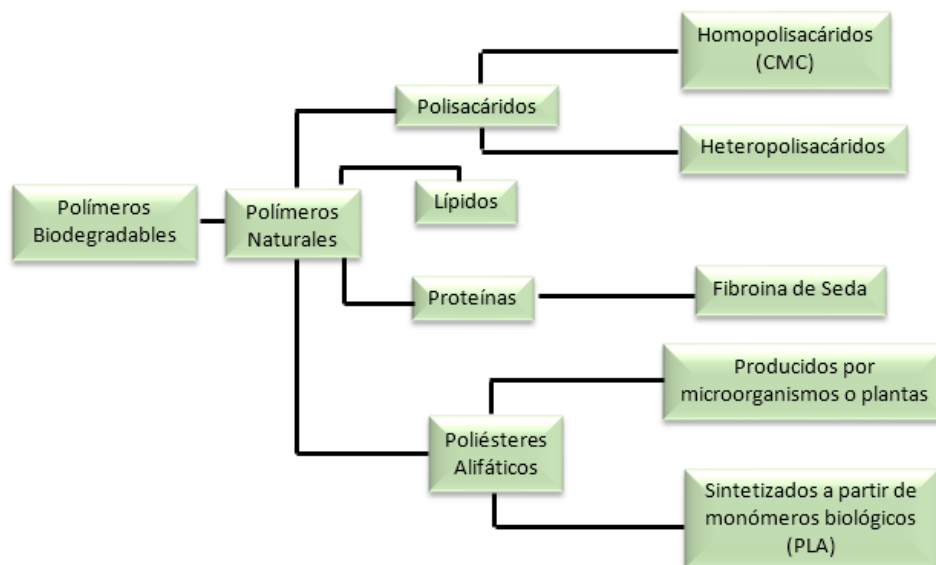 Homopolisacáridos
(CMC)
Polisacáridos
Heteropolisacáridos
Lípidos
Polímeros
Biodegradables
Polímeros
Naturales
Proteínas
Fibroina de Seda
Producidos por
microorganismos o plantas
Poliésteres
Alifáticos
Sintetizados a partir de
monómeros biológicos
(PLA)